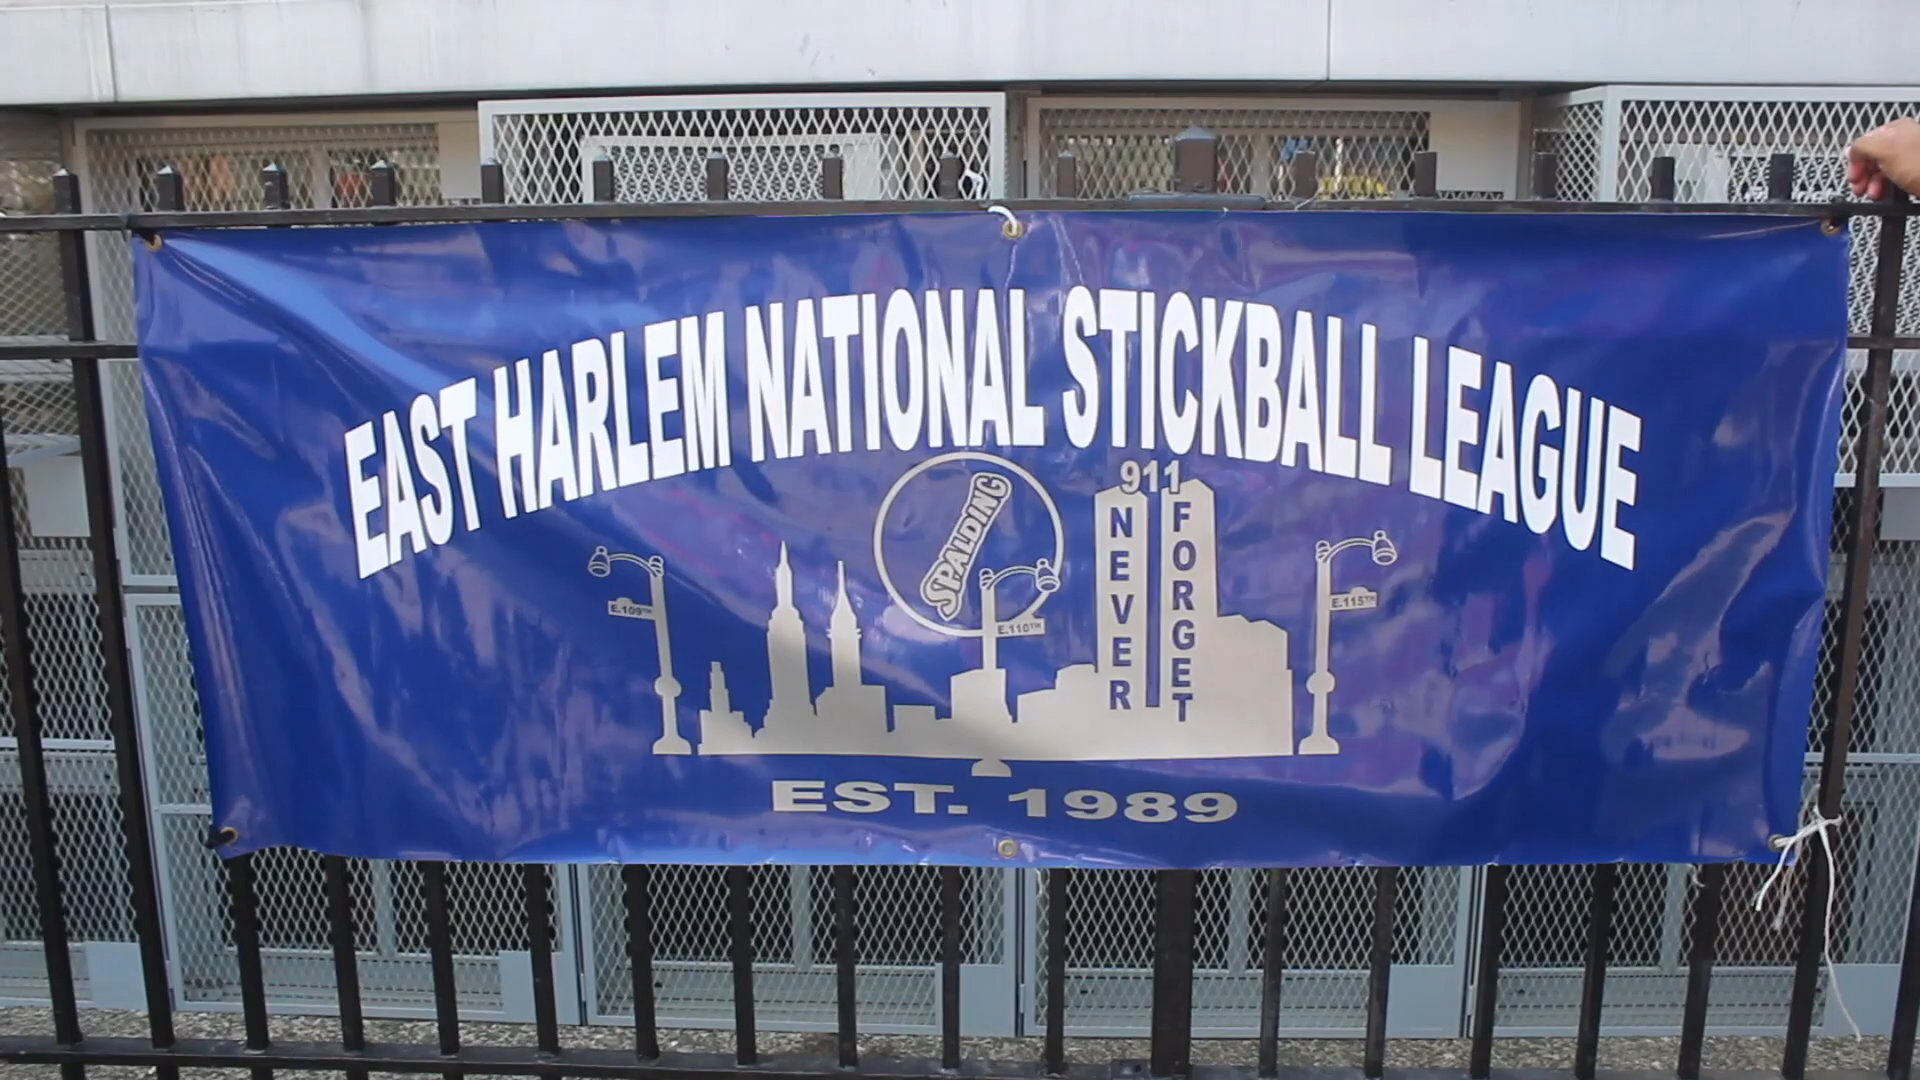 EAST HARLEM NATIONAL STICKBALL LEAGUE
SPALDING
911
NEVER
FORGET
E.109TH
E.110TH
E.115TH
EST. 1989